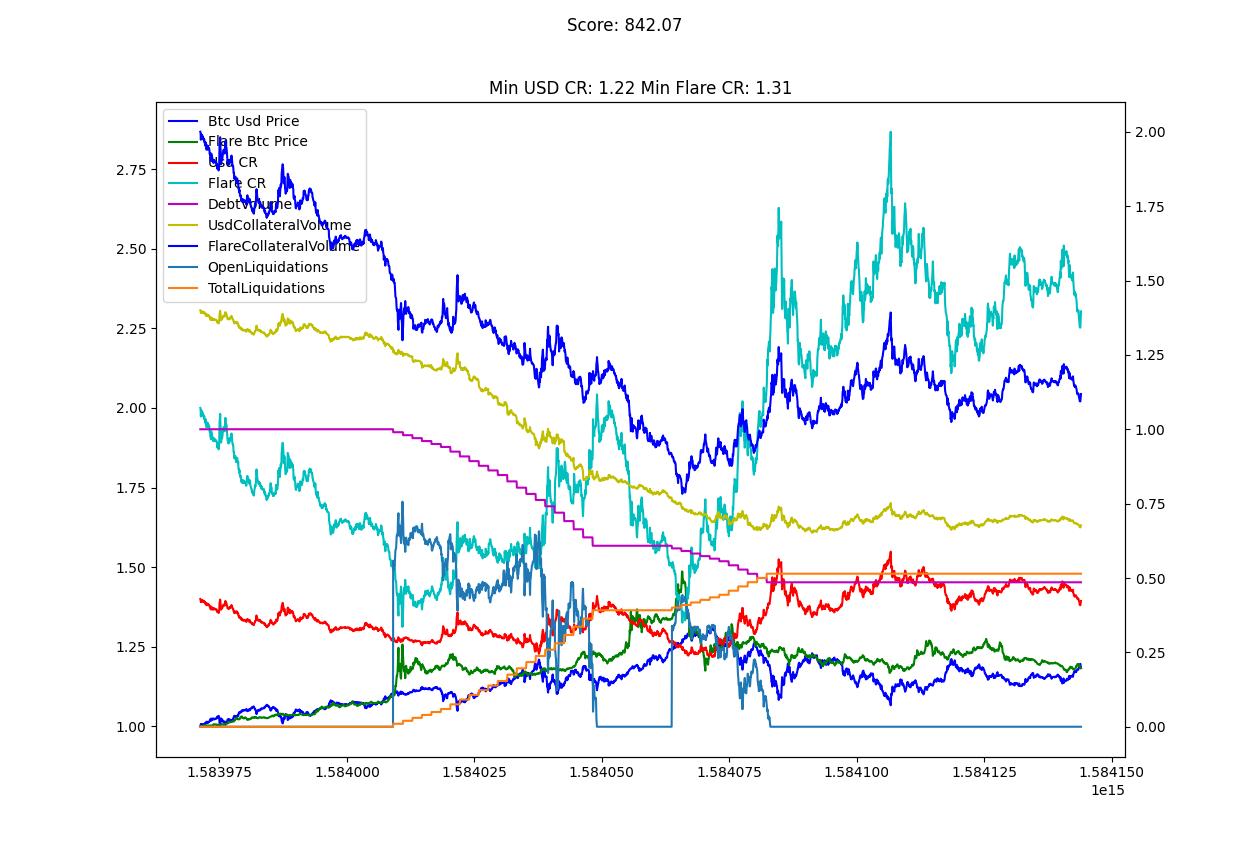 Score: 842.07
Min USD CR: 1.22 Min Flare CR: 1.31
Btc Usd Price
Flare Btc Price
Usd CR
Flare CR
DebtVolume
UsdCollateralVolume
FlareCollateralVolume
OpenLiquidations
TotalLiquidations
2.75
2.50
2.25
2.00
1.75
1.50
1.25
1.00
2.00
1.75
1.50
1.25
1.00
0.75
0.50
0.25
0.00
1.583975 1.584000 1.584025 1.584050 1.584075 1.584100 1.584125 1.584150
1e15